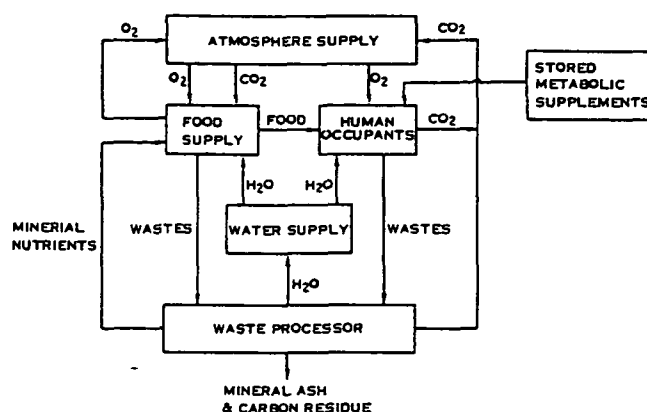 O2
CO2
ATMOSPHERE SUPPLY
O2
CO2
O2
STORED
METABOLIC
SUPPLEMENTS
FOOD
SUPPLY
FOOD
HUMAN
OCCUPANTS
CO2
H2O
H2O
MINERIAL
NUTRIENTS
WASTES
WATER SUPPLY
WASTES
H2O
WASTE PROCESSOR
MINERAL ASH
& CARBON RESIDUE